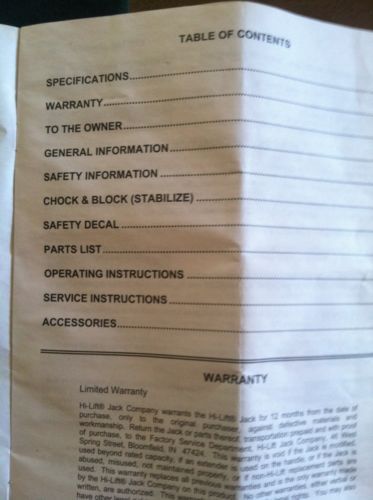 TABLE OF CONTENTS
SPECIFICATIONS
WARRANTY
TO THE OWNER
GENERAL INFORMATION
SAFETY INFORMATION
CHOCK & BLOCK (STABILIZE)
SAFETY DECAL
PARTS LIST
OPERATING INSTRUCTIONS
SERVICE INSTRUCTIONS
ACCESSORIES
WARRANTY
Limited Warranty
Hi-Lift® Jack Company warrants the Hi-Lift® Jack for 12 months from the date of
purchase, only to the original purchaser, against defective materials and
workmanship. Return the Jack or parts thereof, transportation prepaid and with proof
of purchase, to the Factory Service Department, Hi-Lift Jack Company, 46 West
Spring Street, Bloomfield, IN 47424. This warranty is void if the Jack is modified,
used beyond rated capacity, if an extender is used on the handle, or if the Jack is
abused, misused, not maintained properly, or if non-Hi-Lift replacement parts are
used. This warranty replaces all previous warranties and is the only warranty made
by the Hi-Lift® Jack Company on this product. No other warranties, either verbal or
written, are authorized. This
you may
have other legal